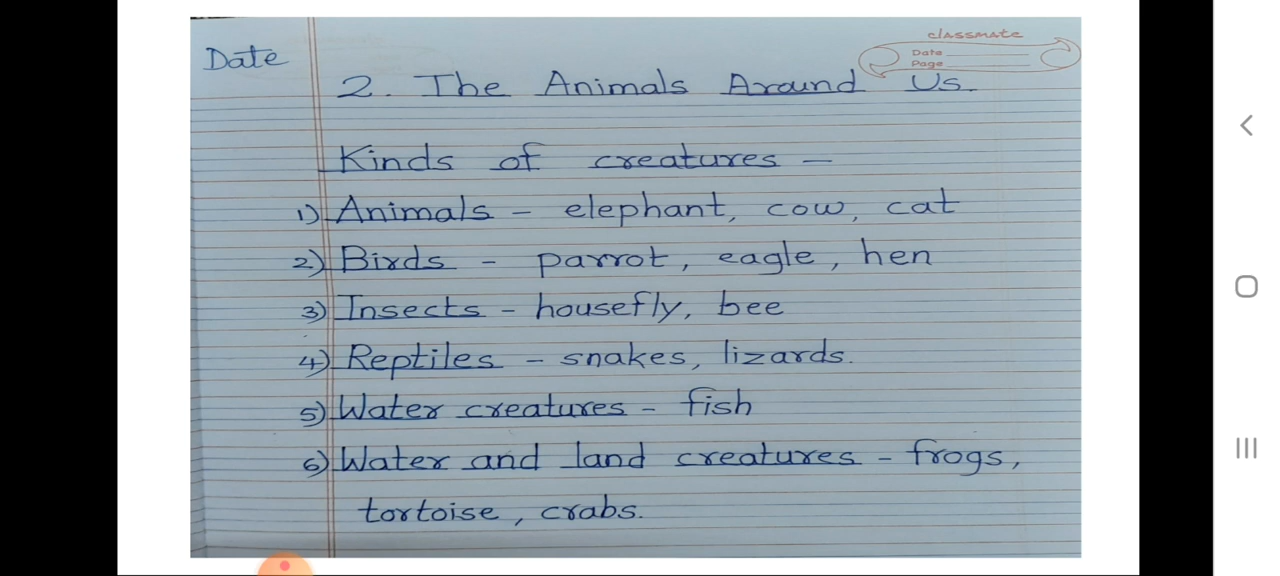 classmate
Date
Page
Date
2. The Animals Around Us.
Kinds of creatures –
1) Animals – elephant, cow, cat
2) Birds – parrot, eagle, hen
3) Insects – housefly, bee
4) Reptiles – snakes, lizards.
5) Water creatures – fish
6) Water and land creatures – frogs,
tortoise, crabs.